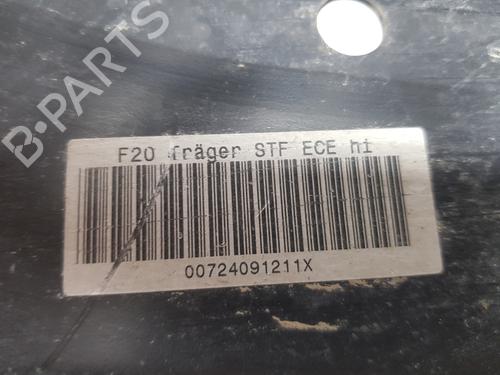 B-PARTS
F20 Träger STF ECE hi
00724091211X